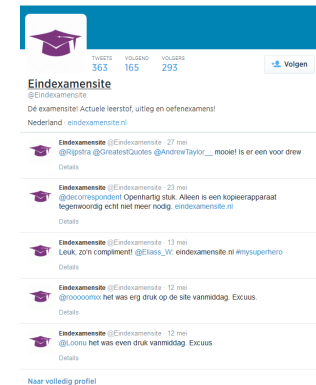 TWEETS VOLGEND VOLGERS
363 165 293
Volgen
Eindexamensite
@Eindexamensite
Dé examensite! Actuele leerstof, uitleg en oefenexamens!
Nederland · eindexamensite.nl
Eindexamensite @Eindexamensite · 27 mei
@Rijpstra @GreatestQuotes @AndrewTaylor__ mooie! Is er een voor drew
Details
Eindexamensite @Eindexamensite · 23 mei
@decorrespondent Openhartig stuk. Alleen is een kopieerapparaat
tegenwoordig echt niet meer nodig. eindexamensite.nl
Details
Eindexamensite @Eindexamensite · 13 mei
Leuk, zo'n compliment! @Eliass_W: eindexamensite.nl #mysuperhero
Details
Eindexamensite @Eindexamensite · 12 mei
@rooooomxx het was erg druk op de site vanmiddag. Excuus.
Details
Eindexamensite @Eindexamensite · 12 mei
@Loonu het was even druk vanmiddag. Excuus
Details
Naar volledig profiel